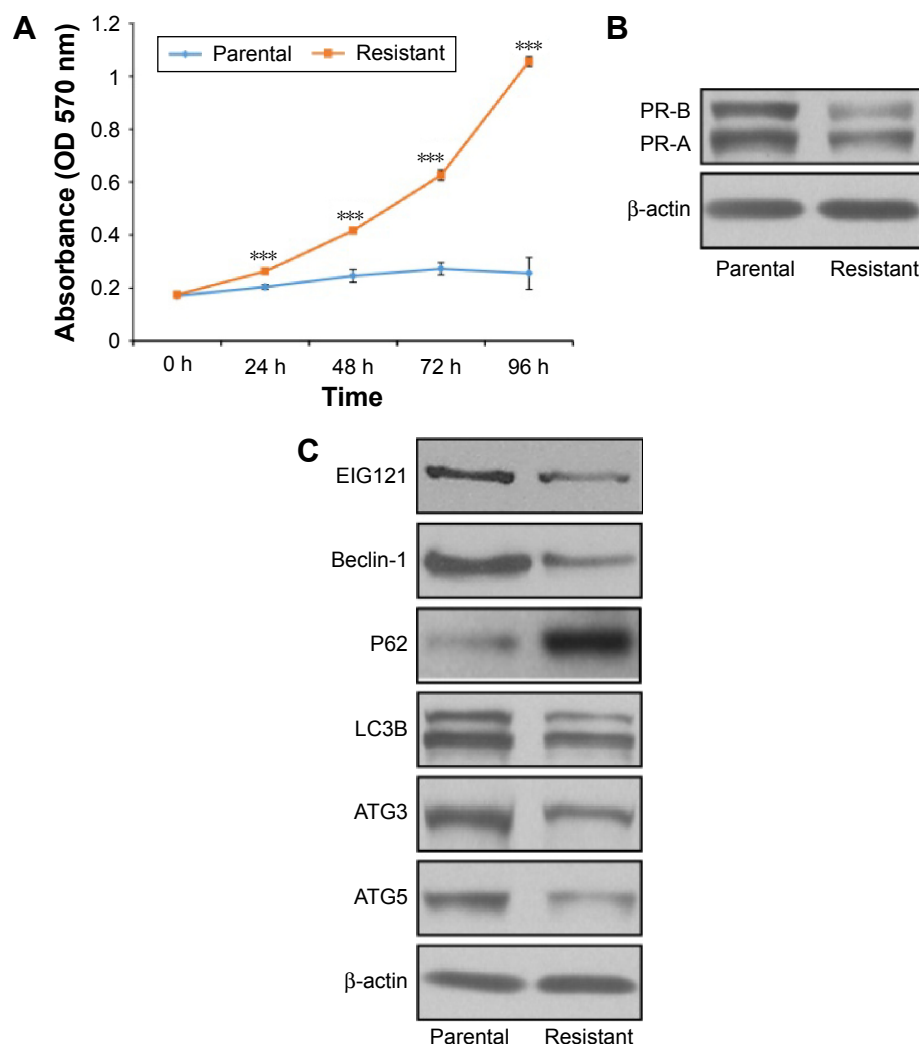 A
Absorbance (OD 570 nm)
1.2
1
0.8
0.6
0.4
0.2
0
Parental Resistant
***
***
***
***
0 h 24 h 48 h 72 h 96 h
Time
B
PR-B
PR-A
β-actin
Parental Resistant
C
EIG121
Beclin-1
P62
LC3B
ATG3
ATG5
β-actin
Parental Resistant